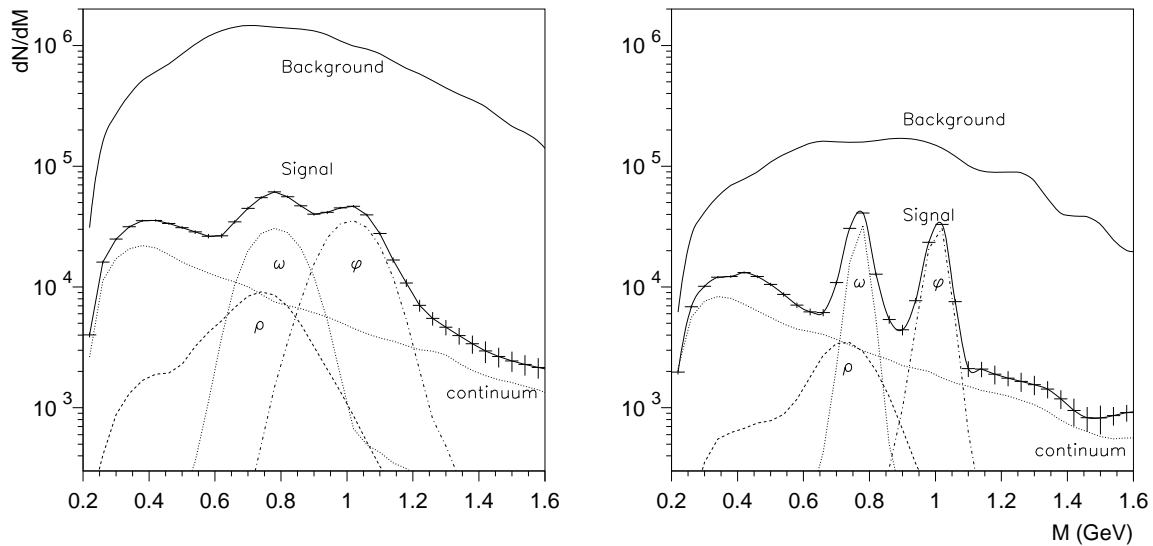 dN/dM
10^6
10^5
10^4
10^3
Background
Signal
ω
φ
ρ
continuum
0.2 0.4 0.6 0.8 1 1.2 1.4 1.6
10^6
10^5
10^4
10^3
Background
Signal
ω
φ
ρ
continuum
0.2 0.4 0.6 0.8 1 1.2 1.4 1.6
M (GeV)